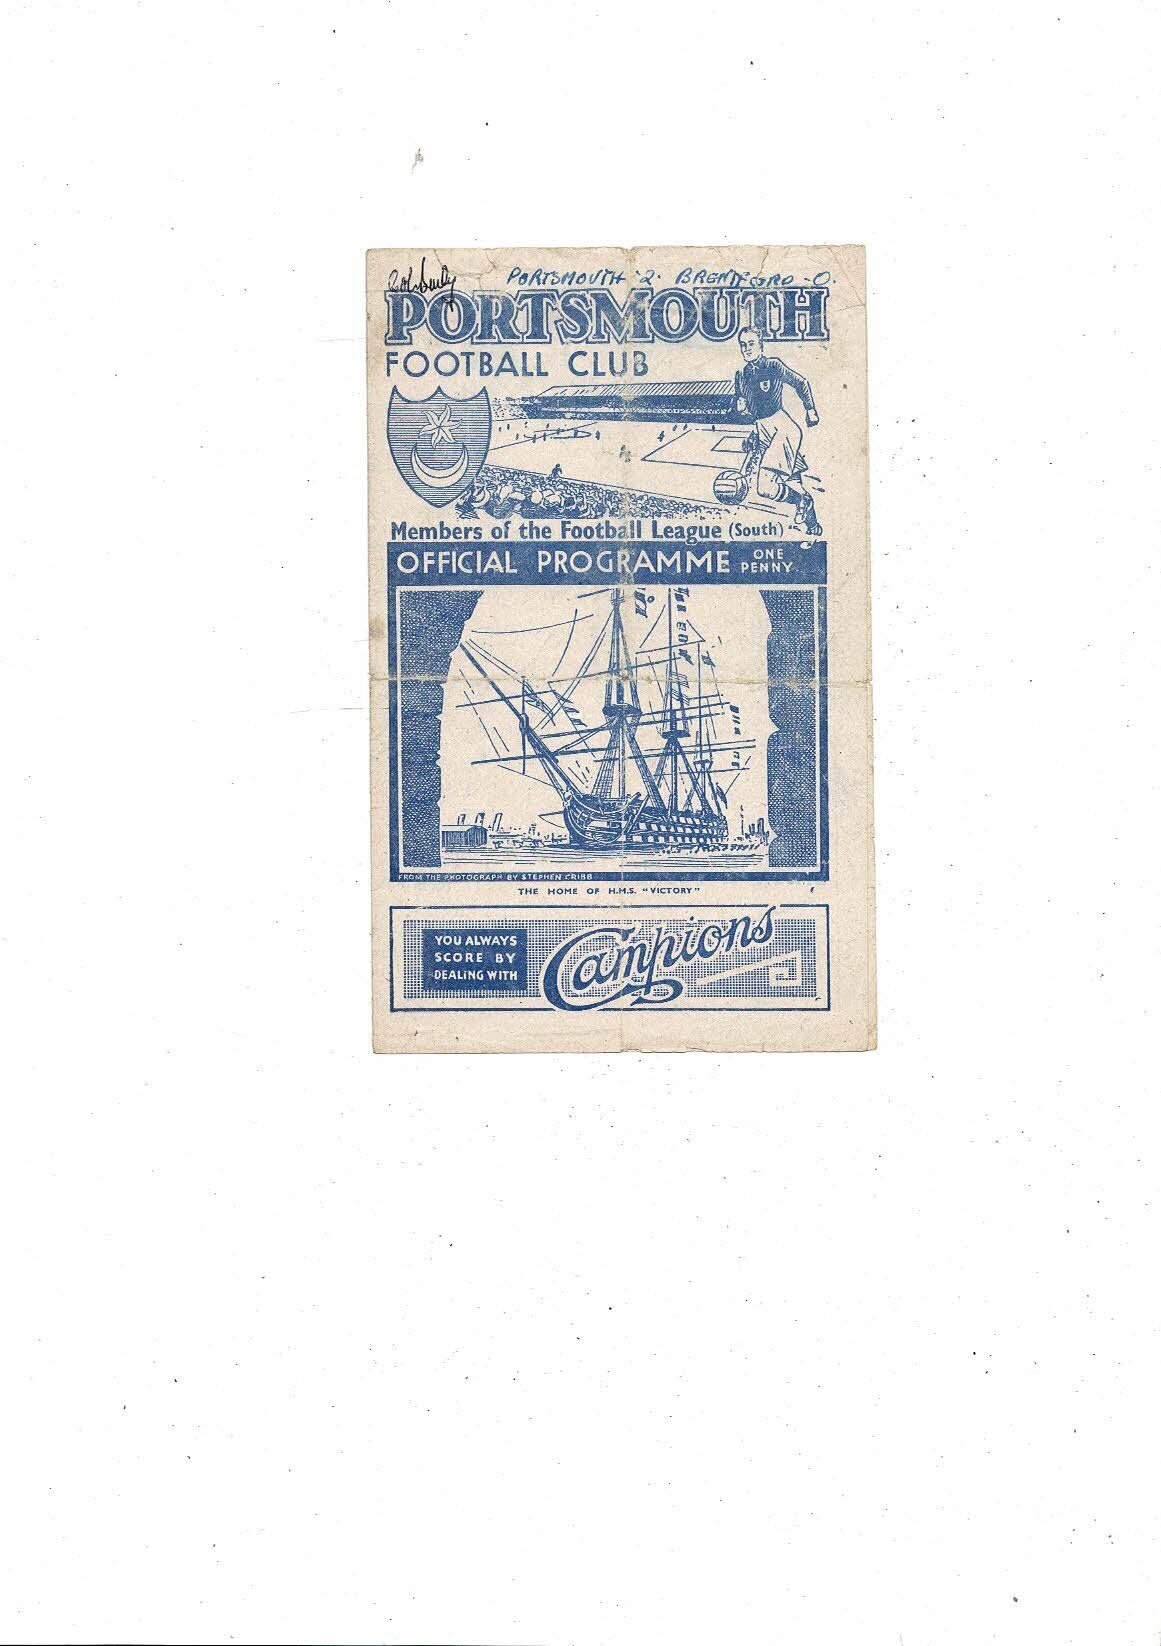 PORTSMOUTH 2. BRENTFORD - 0.
PORTSMOUTH
FOOTBALL CLUB
Members of the Football League (South)
OFFICIAL PROGRAMME ONE PENNY
FROM THE PHOTOGRAPH BY STEPHEN CRIBB
THE HOME OF H.M.S. "VICTORY"
YOU ALWAYS
SCORE BY
DEALING WITH
Campions